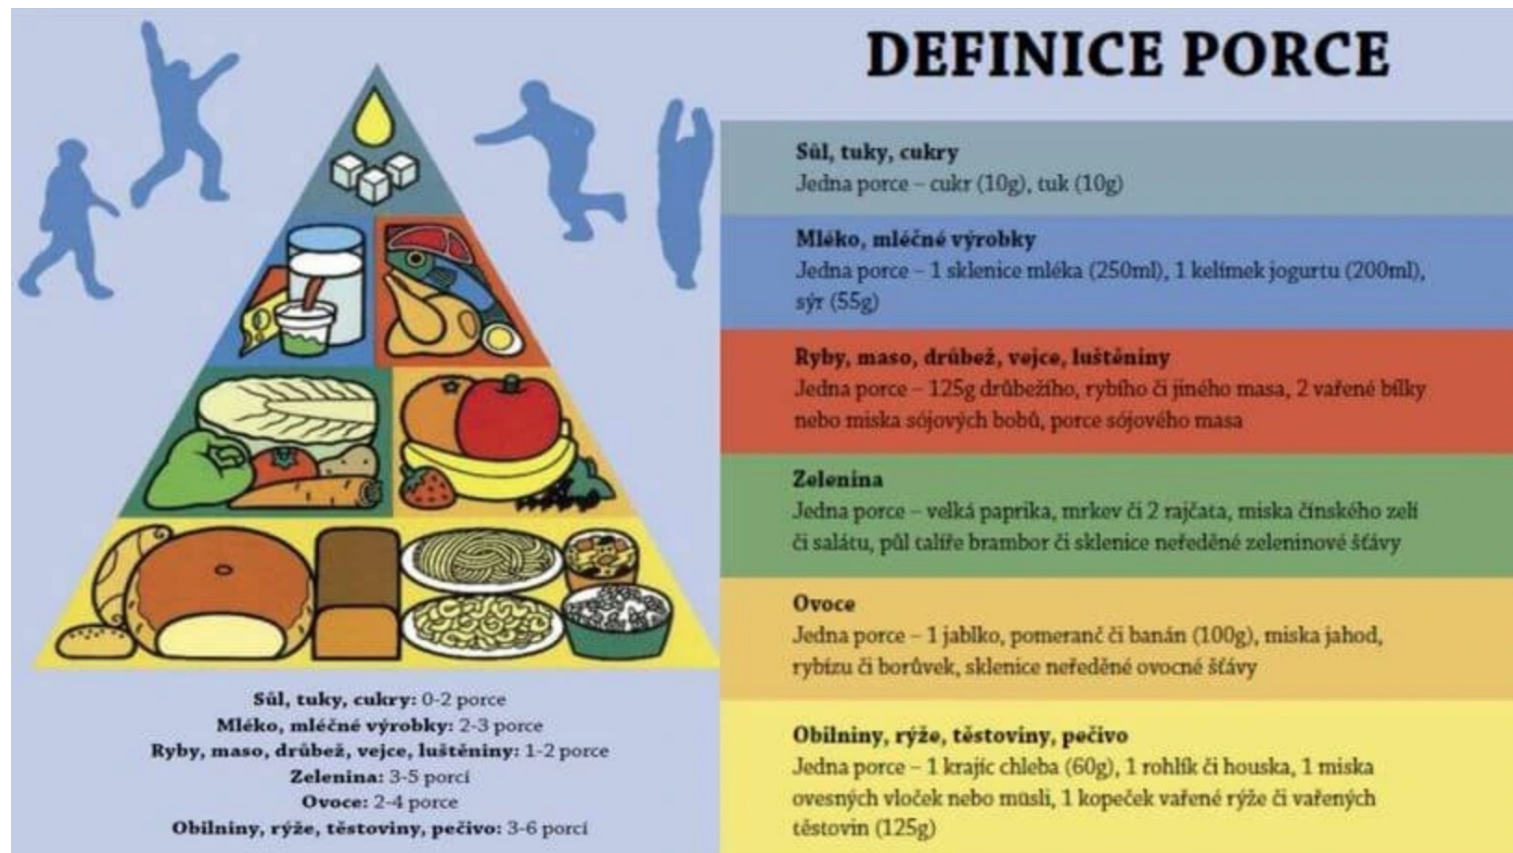 DEFINICE PORCE
Sůl, tuky, cukry
Jedna porce – cukr (10g), tuk (10g)
Mléko, mléčné výrobky
Jedna porce – 1 sklenice mléka (250ml), 1 kelímek jogurtu (200ml),
sýr (55g)
Ryby, maso, drůbež, vejce, luštěniny
Jedna porce – 125g drůbežího, rybího či jiného masa, 2 vařené bílky
nebo miska sójových bobů, porce sójového masa
Zelenina
Jedna porce – velká paprika, mrkev či 2 rajčata, miska čínského zelí
či salátu, půl talíře brambor či sklenice neředěné zeleninové šťávy
Ovoce
Jedna porce – 1 jablko, pomeranč či banán (100g), miska jahod,
rybízu či borůvek, sklenice neředěné ovocné šťávy
Obilniny, rýže, těstoviny, pečivo
Jedna porce – 1 krajíc chleba (60g), 1 rohlík či houska, 1 miska
ovesných vloček nebo müsli, 1 kopeček vařené rýže či vařených
těstovin (125g)
Sůl, tuky, cukry: 0-2 porce
Mléko, mléčné výrobky: 2-3 porce
Ryby, maso, drůbež, vejce, luštěniny: 1-2 porce
Zelenina: 3-5 porcí
Ovoce: 2-4 porce
Obilniny, rýže, těstoviny, pečivo: 3-6 porcí